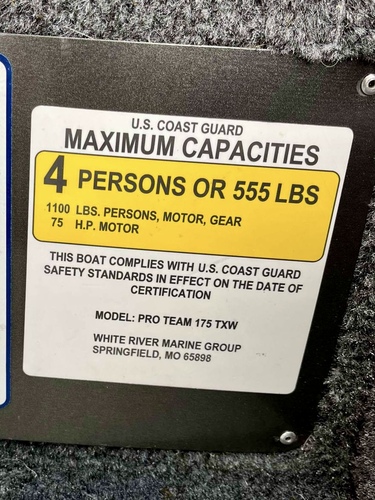 U.S. COAST GUARD
MAXIMUM CAPACITIES
4 PERSONS OR 555 LBS
1100 LBS. PERSONS, MOTOR, GEAR
75 H.P. MOTOR
THIS BOAT COMPLIES WITH U.S. COAST GUARD
SAFETY STANDARDS IN EFFECT ON THE DATE OF
CERTIFICATION
MODEL: PRO TEAM 175 TXW
WHITE RIVER MARINE GROUP
SPRINGFIELD, MO 65898